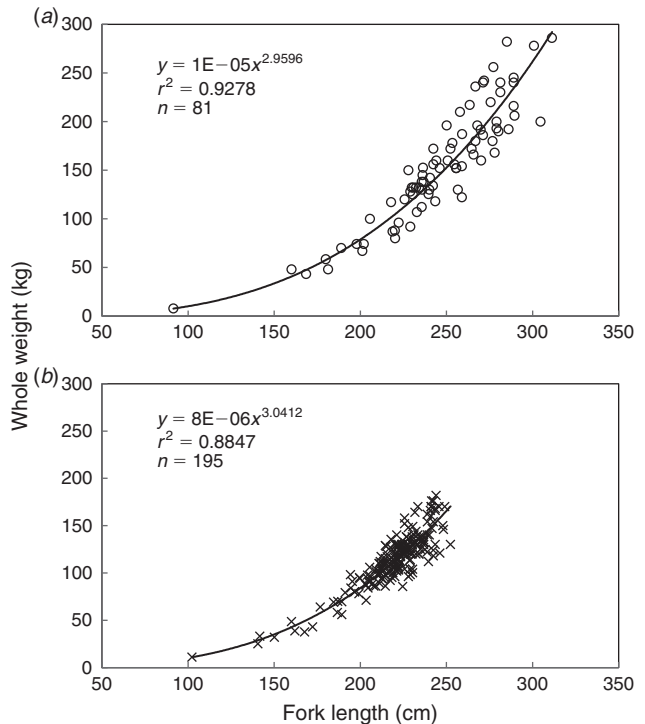 (a)
300
250
200
150
100
50
0
y = 1E−05x^2.9596
r² = 0.9278
n = 81
50 100 150 200 250 300 350
Whole weight (kg)
(b)
300
250
200
150
100
50
0
y = 8E−06x^3.0412
r² = 0.8847
n = 195
50 100 150 200 250 300 350
Fork length (cm)